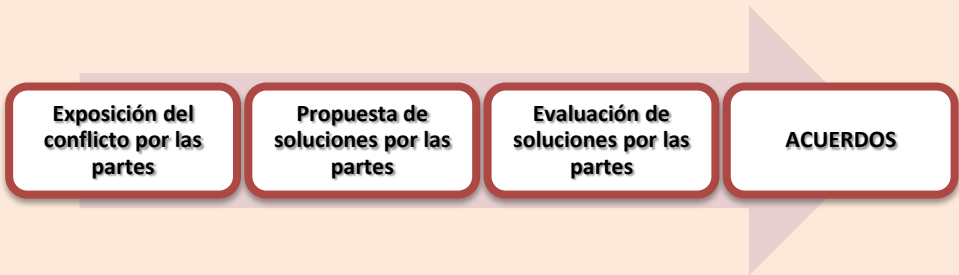 Exposición del
conflicto por las
partes
Propuesta de
soluciones por las
partes
Evaluación de
soluciones por las
partes
ACUERDOS